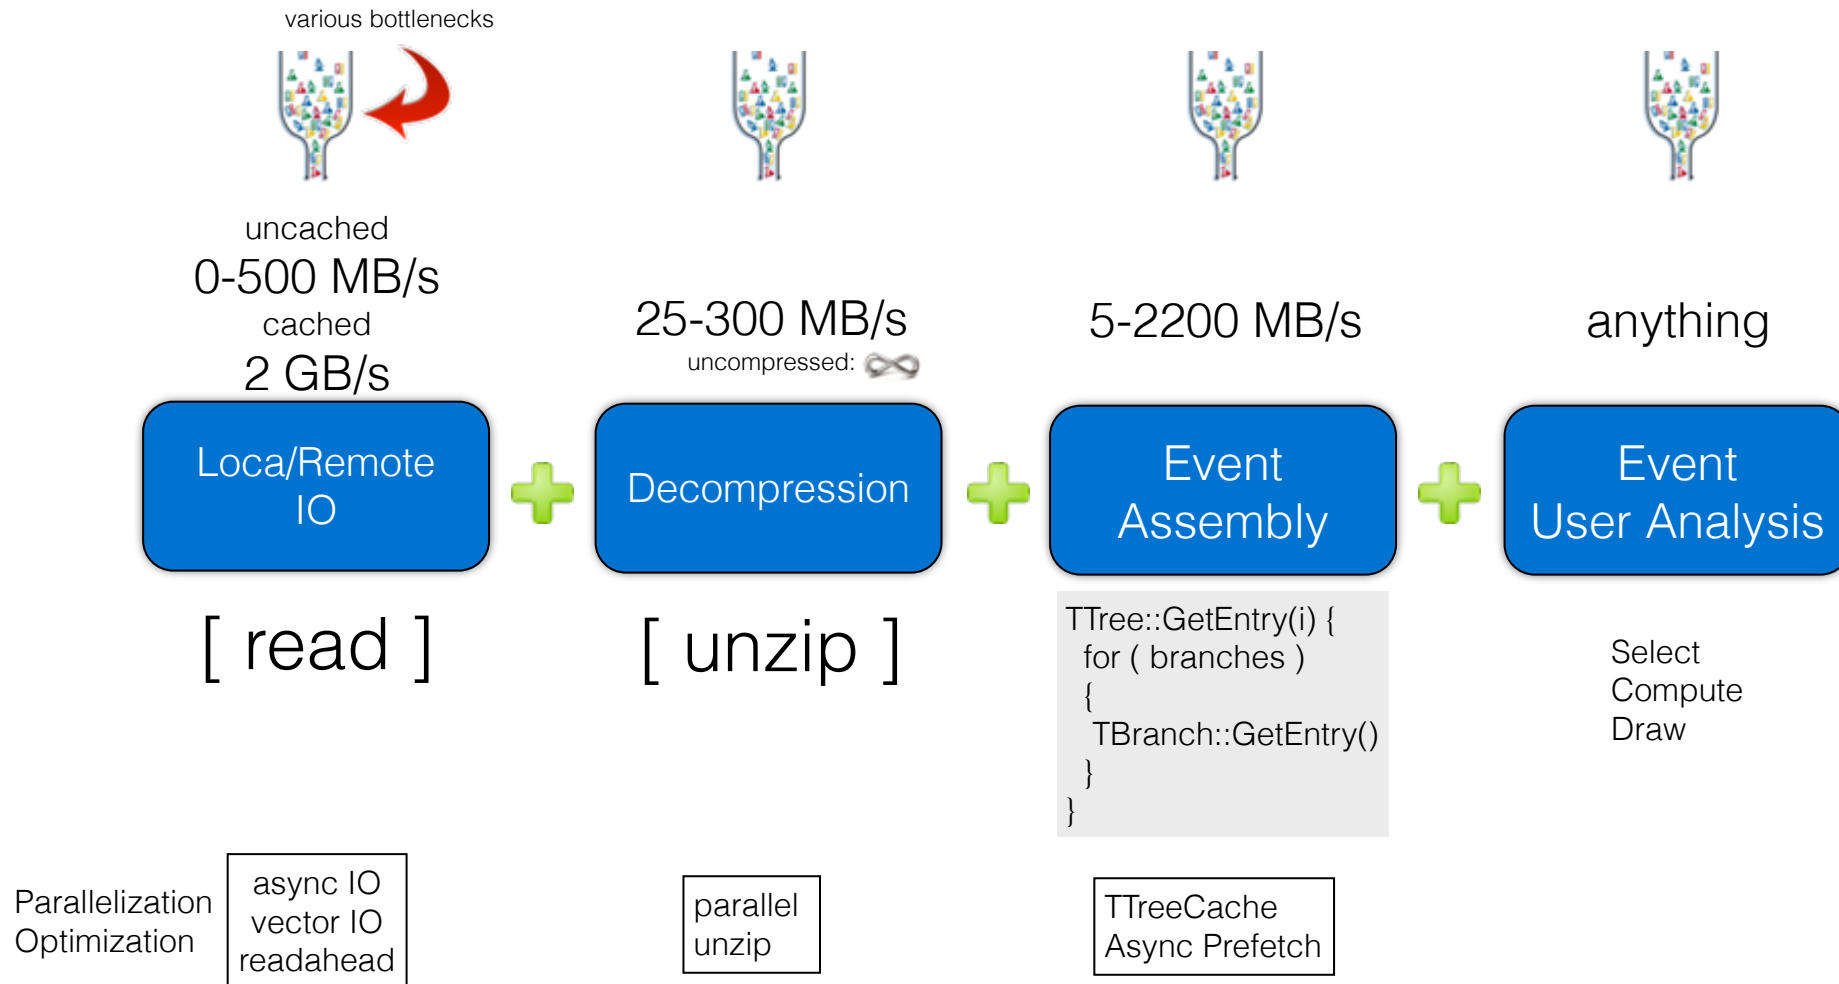 various bottlenecks
uncached
0-500 MB/s
cached
2 GB/s
25-300 MB/s
uncompressed:
5-2200 MB/s
anything
Loca/Remote
IO
Decompression
Event
Assembly
Event
User Analysis
[ read ]
[ unzip ]
TTree::GetEntry(i) {
for ( branches )
{
TBranch::GetEntry()
}
}
Select
Compute
Draw
Parallelization
Optimization
async IO
vector IO
readahead
parallel
unzip
TTreeCache
Async Prefetch